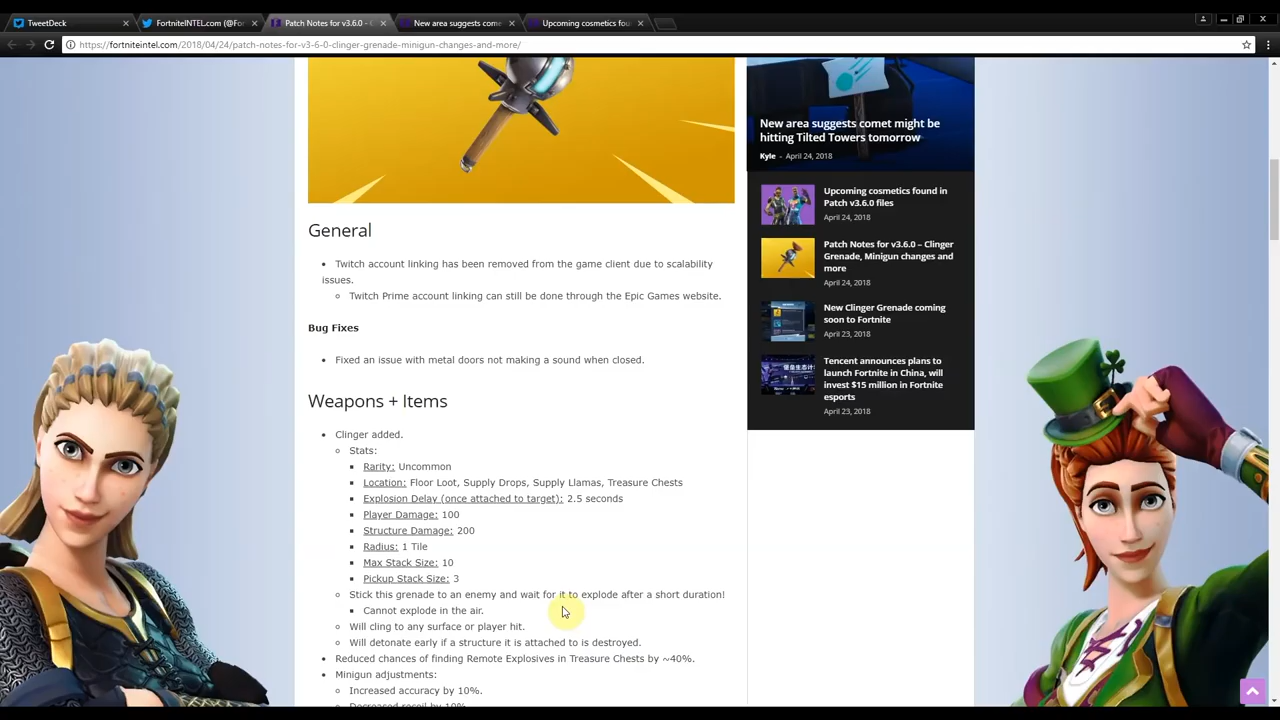 TweetDeck
FortniteINTEL.com (@For
Patch Notes for v3.6.0 - C
New area suggests come
Upcoming cosmetics fou
https://fortniteintel.com/2018/04/24/patch-notes-for-v3-6-0-clinger-grenade-minigun-changes-and-more/
General
Twitch account linking has been removed from the game client due to scalability
issues.
Twitch Prime account linking can still be done through the Epic Games website.
Bug Fixes
Fixed an issue with metal doors not making a sound when closed.
Weapons + Items
Clinger added.
Stats:
Rarity: Uncommon
Location: Floor Loot, Supply Drops, Supply Llamas, Treasure Chests
Explosion Delay (once attached to target): 2.5 seconds
Player Damage: 100
Structure Damage: 200
Radius: 1 Tile
Max Stack Size: 10
Pickup Stack Size: 3
Stick this grenade to an enemy and wait for it to explode after a short duration!
Cannot explode in the air.
Will cling to any surface or player hit.
Will detonate early if a structure it is attached to is destroyed.
Reduced chances of finding Remote Explosives in Treasure Chests by ~40%.
Minigun adjustments:
Increased accuracy by 10%.
Decreased recoil by 10%.
New area suggests comet might be
hitting Tilted Towers tomorrow
Kyle - April 24, 2018
Upcoming cosmetics found in
Patch v3.6.0 files
April 24, 2018
Patch Notes for v3.6.0 – Clinger
Grenade, Minigun changes and
more
April 24, 2018
New Clinger Grenade coming
soon to Fortnite
April 23, 2018
Tencent announces plans to
launch Fortnite in China, will
invest $15 million in Fortnite
esports
April 23, 2018